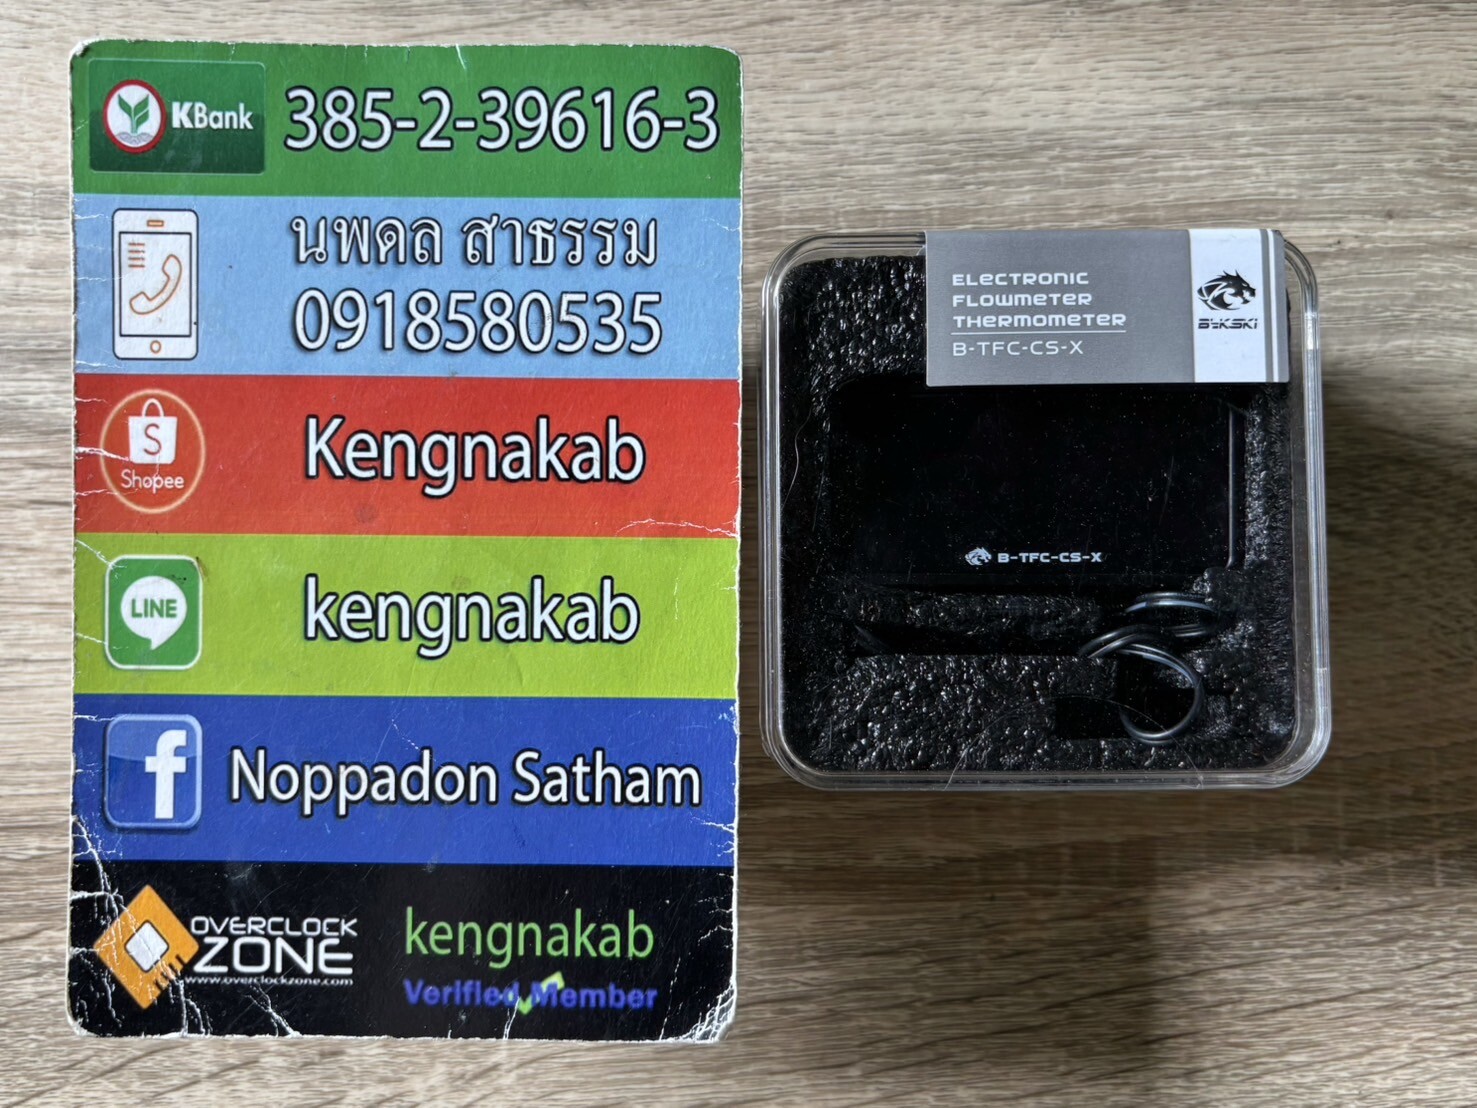 KBank 385-2-39616-3
นพดล สาธรรม
0918580535
S
Shopee
Kengnakab
LINE
kengnakab
f Noppadon Satham
OVERCLOCK
ZONE
www.overclockzone.com
kengnakab
Verified Member
ELECTRONIC
FLOWMETER
THERMOMETER
B-TFC-CS-X
BYKSKI
B-TFC-CS-X